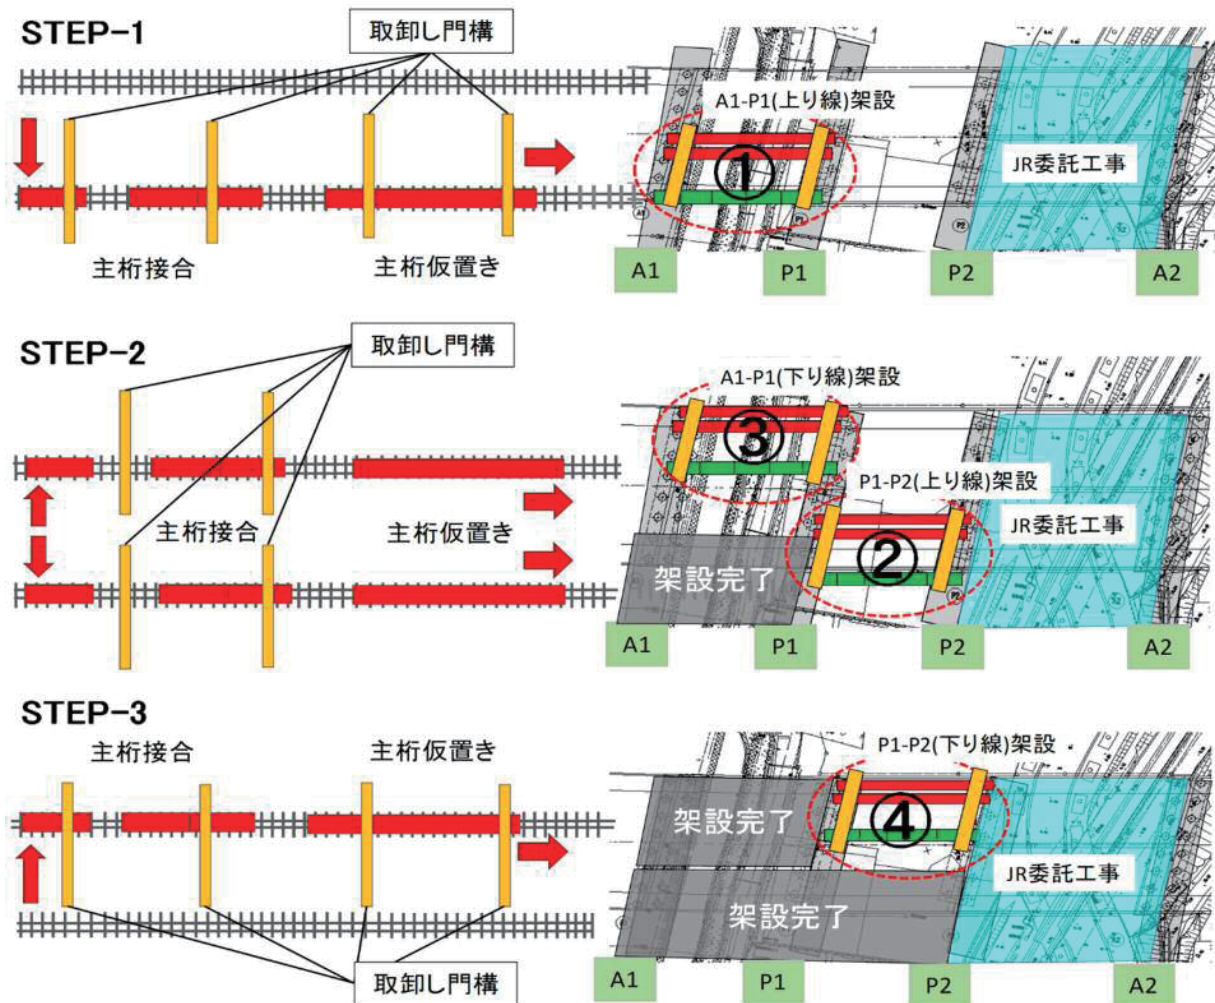 STEP-1
取卸し門構
A1-P1(上り線)架設
①
JR委託工事
A1
P1
P2
主桁接合
主桁仮置き
A1
P1
P2
A2
STEP-2
取卸し門構
A1-P1(下り線)架設
③
P1-P2(上り線)架設
主桁接合
主桁仮置き
JR委託工事
②
架設完了
P2
A1
P1
P2
A2
STEP-3
主桁接合
主桁仮置き
P1-P2(下り線)架設
架設完了
④
JR委託工事
架設完了
取卸し門構
A1
P1
P2
A2